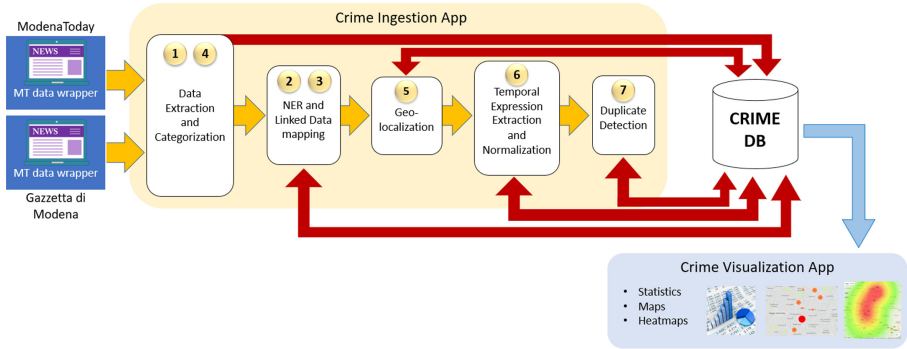 ModenaToday
NEWS
MT data wrapper
NEWS
MT data wrapper
Gazzetta di
Modena
Crime Ingestion App
1 4
Data
Extraction
and
Categorization
2 3
NER and
Linked Data
mapping
5
Geo-
localization
6
Temporal
Expression
Extraction
and
Normalization
7
Duplicate
Detection
CRIME
DB
Crime Visualization App
• Statistics
• Maps
• Heatmaps